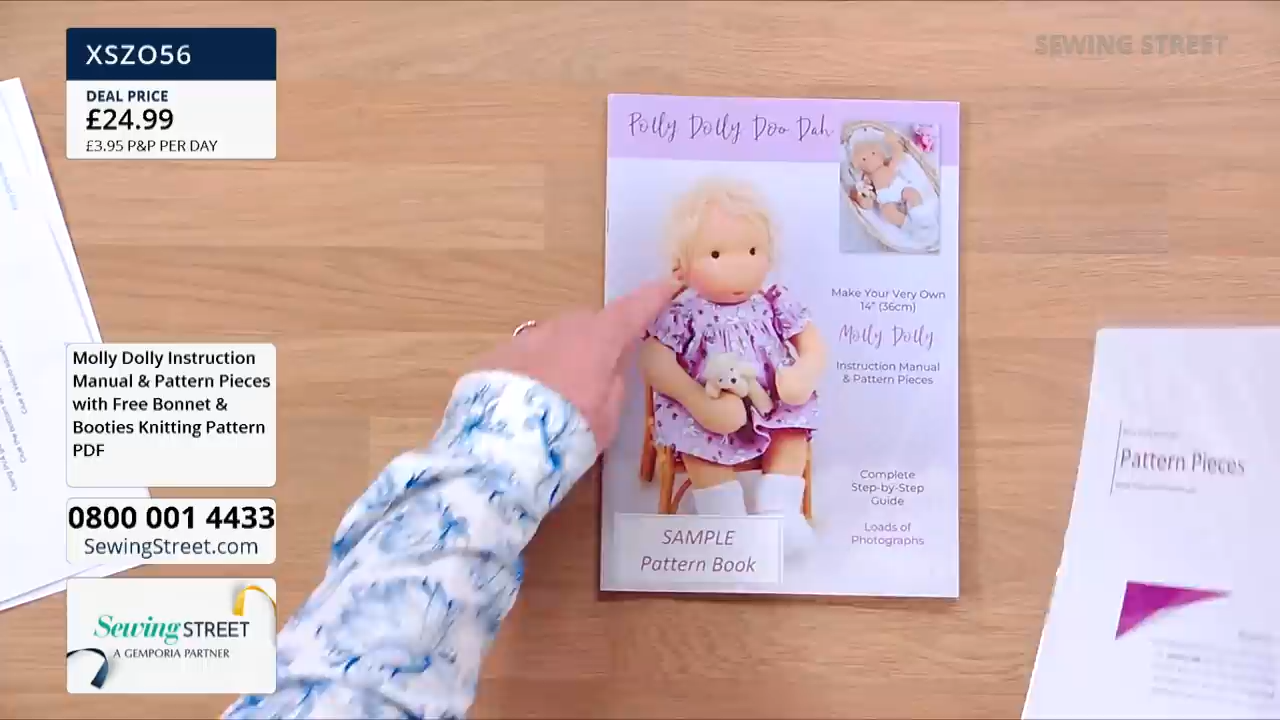 XSZO56
DEAL PRICE
£24.99
£3.95 P&P PER DAY
Molly Dolly Instruction
Manual & Pattern Pieces
with Free Bonnet &
Booties Knitting Pattern
PDF
0800 001 4433
SewingStreet.com
Sewing STREET
A GEMPORIA PARTNER
SEWING STREET
Polly Dolly Doo Dah
Make Your Very Own
14" (36cm)
Molly Dolly
Instruction Manual
& Pattern Pieces
Complete
Step-by-Step
Guide
Loads of
Photographs
SAMPLE
Pattern Book
Pattern Pieces